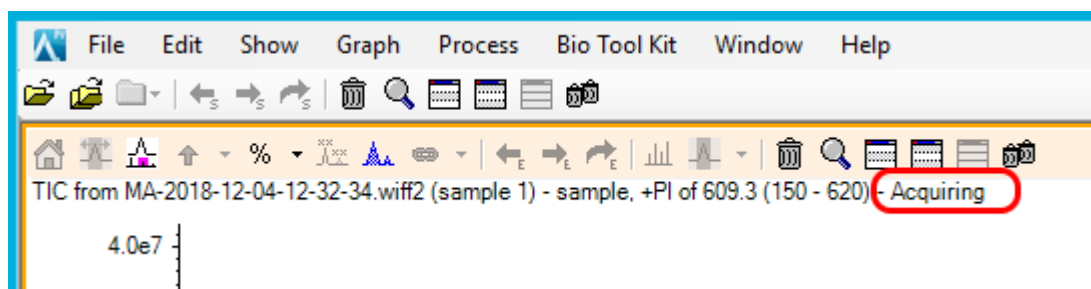 File Edit Show Graph Process Bio Tool Kit Window Help
S S S
% E E E
TIC from MA-2018-12-04-12-32-34.wiff2 (sample 1) - sample, +PI of 609.3 (150 - 620) - Acquiring
4.0e7